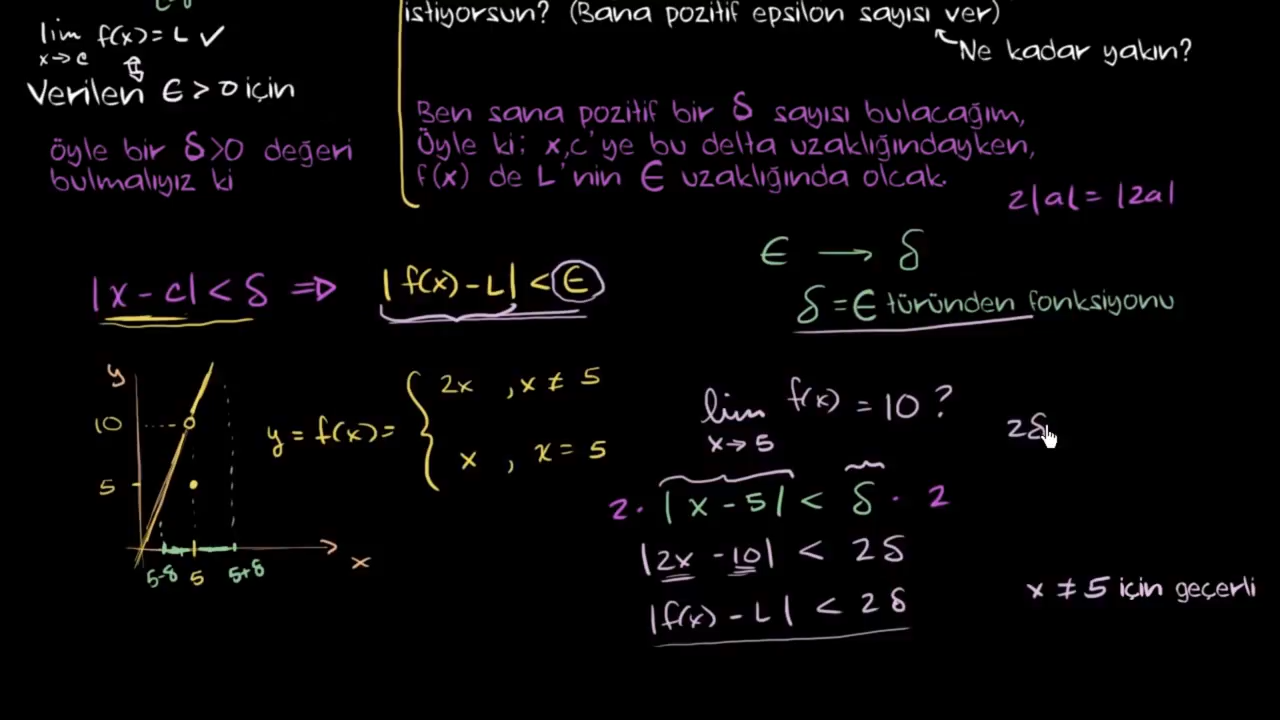 istiyorsun? (Bana pozitif epsilon sayısı ver)
Ne kadar yakın?
lim f(x) = L ✓
x→c
Verilen ϵ > 0 için
öyle bir δ>0 değeri
bulmalıyız ki
Ben sana pozitif bir δ sayısı bulacağım,
Öyle ki; x,c'ye bu delta uzaklığındayken,
f(x) de L'nin ϵ uzaklığında olcak.
2|a| = |2a|
ϵ → δ
δ = ϵ türünden fonksiyonu
|x - c| < δ ⇒ |f(x) - L| < ϵ
y
10
5
5-δ 5 5+δ
x
y = f(x) = { 2x , x ≠ 5
x , x = 5
lim f(x) = 10 ?
x→5
2δ
2 · |x - 5| < δ · 2
|2x - 10| < 2δ
|f(x) - L| < 2δ
x ≠ 5 için geçerli